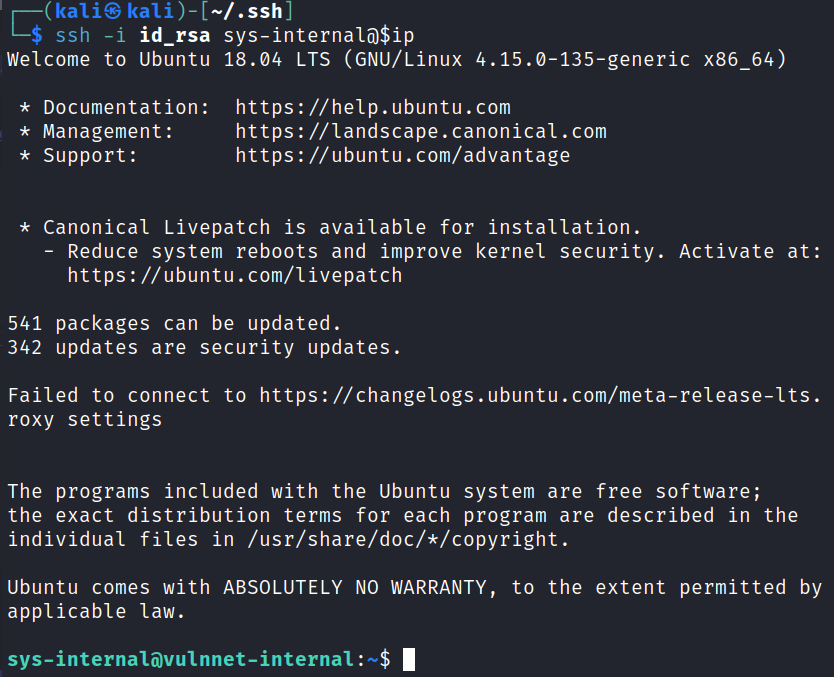 ┌──(kali㉿kali)-[~/.ssh]
└─$ ssh -i id_rsa sys-internal@$ip
Welcome to Ubuntu 18.04 LTS (GNU/Linux 4.15.0-135-generic x86_64)

 * Documentation:  https://help.ubuntu.com
 * Management:     https://landscape.canonical.com
 * Support:        https://ubuntu.com/advantage


 * Canonical Livepatch is available for installation.
   - Reduce system reboots and improve kernel security. Activate at:
     https://ubuntu.com/livepatch

541 packages can be updated.
342 updates are security updates.

Failed to connect to https://changelogs.ubuntu.com/meta-release-lts.
roxy settings


The programs included with the Ubuntu system are free software;
the exact distribution terms for each program are described in the
individual files in /usr/share/doc/*/copyright.

Ubuntu comes with ABSOLUTELY NO WARRANTY, to the extent permitted by
applicable law.

sys-internal@vulnnet-internal:~$